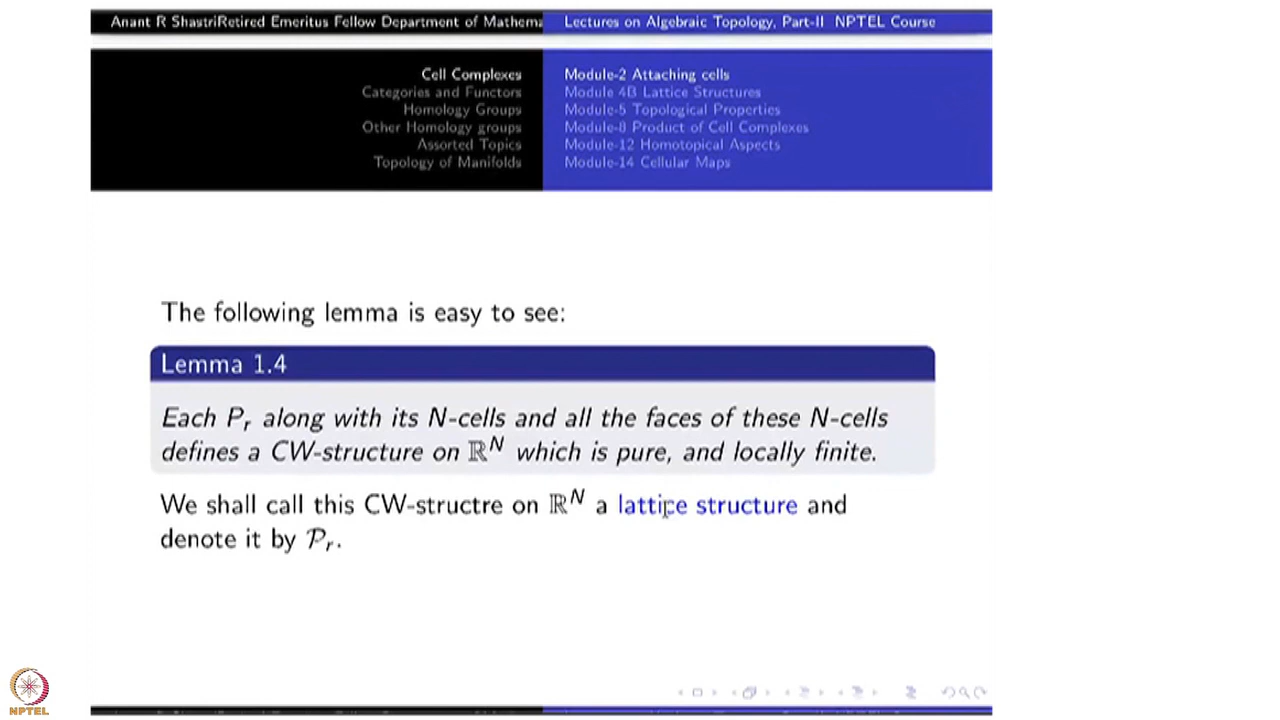 Anant R ShastriRetired Emeritus Fellow Department of Mathema
Lectures on Algebraic Topology, Part-II NPTEL Course
Cell Complexes
Categories and Functors
Homology Groups
Other Homology groups
Assorted Topics
Topology of Manifolds
Module-2 Attaching cells
Module 4B Lattice Structures
Module-5 Topological Properties
Module-8 Product of Cell Complexes
Module-12 Homotopical Aspects
Module-14 Cellular Maps
The following lemma is easy to see:
Lemma 1.4
Each P_r along with its N-cells and all the faces of these N-cells
defines a CW-structure on ℝ^N which is pure, and locally finite.
We shall call this CW-structre on ℝ^N a lattice structure and
denote it by 𝒫_r.
NPTEL